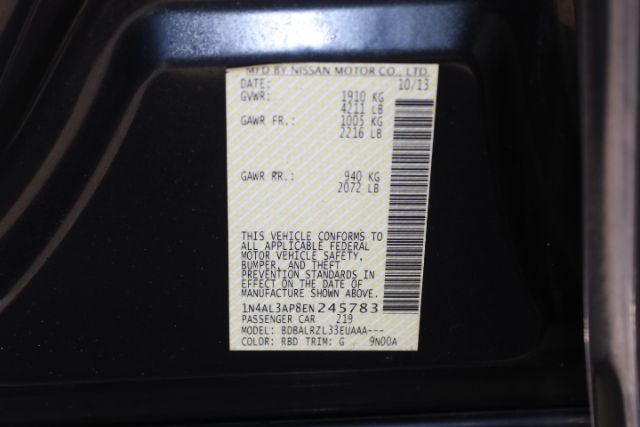 MFD BY NISSAN MOTOR CO., LTD.
DATE: 10/13
GVWR: 1910 KG
4211 LB
GAWR FR.: 1005 KG
2216 LB
GAWR RR.: 940 KG
2072 LB
THIS VEHICLE CONFORMS TO
ALL APPLICABLE FEDERAL
MOTOR VEHICLE SAFETY,
BUMPER, AND THEFT
PREVENTION STANDARDS IN
EFFECT ON THE DATE OF
MANUFACTURE SHOWN ABOVE.
1N4AL3AP8EN245783
PASSENGER CAR 219
MODEL: BDBALRZL33EUAAA---
COLOR: RBD TRIM: G 9N00A